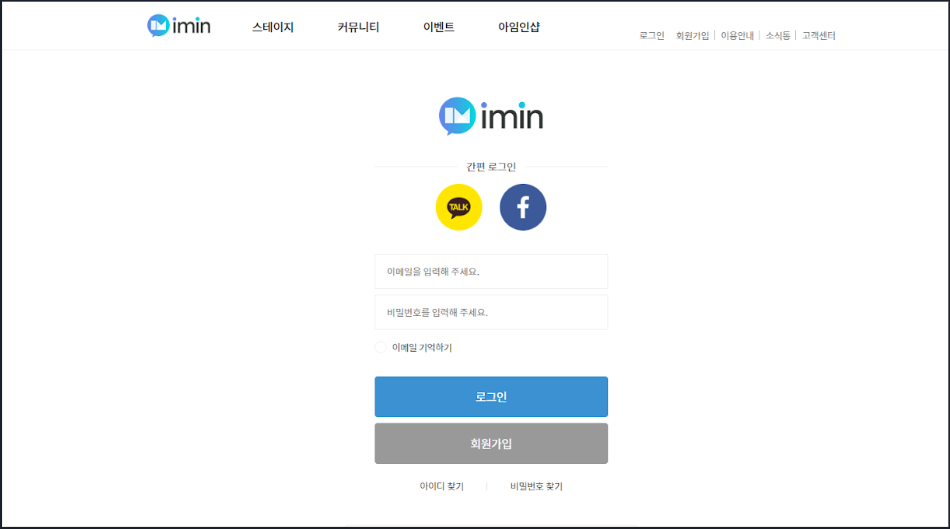 imin 스테이지 커뮤니티 이벤트 아임인샵
로그인 회원가입 | 이용안내 | 소식통 | 고객센터
imin
간편 로그인
TALK f
이메일을 입력해 주세요.
비밀번호를 입력해 주세요.
이메일 기억하기
로그인
회원가입
아이디 찾기 | 비밀번호 찾기